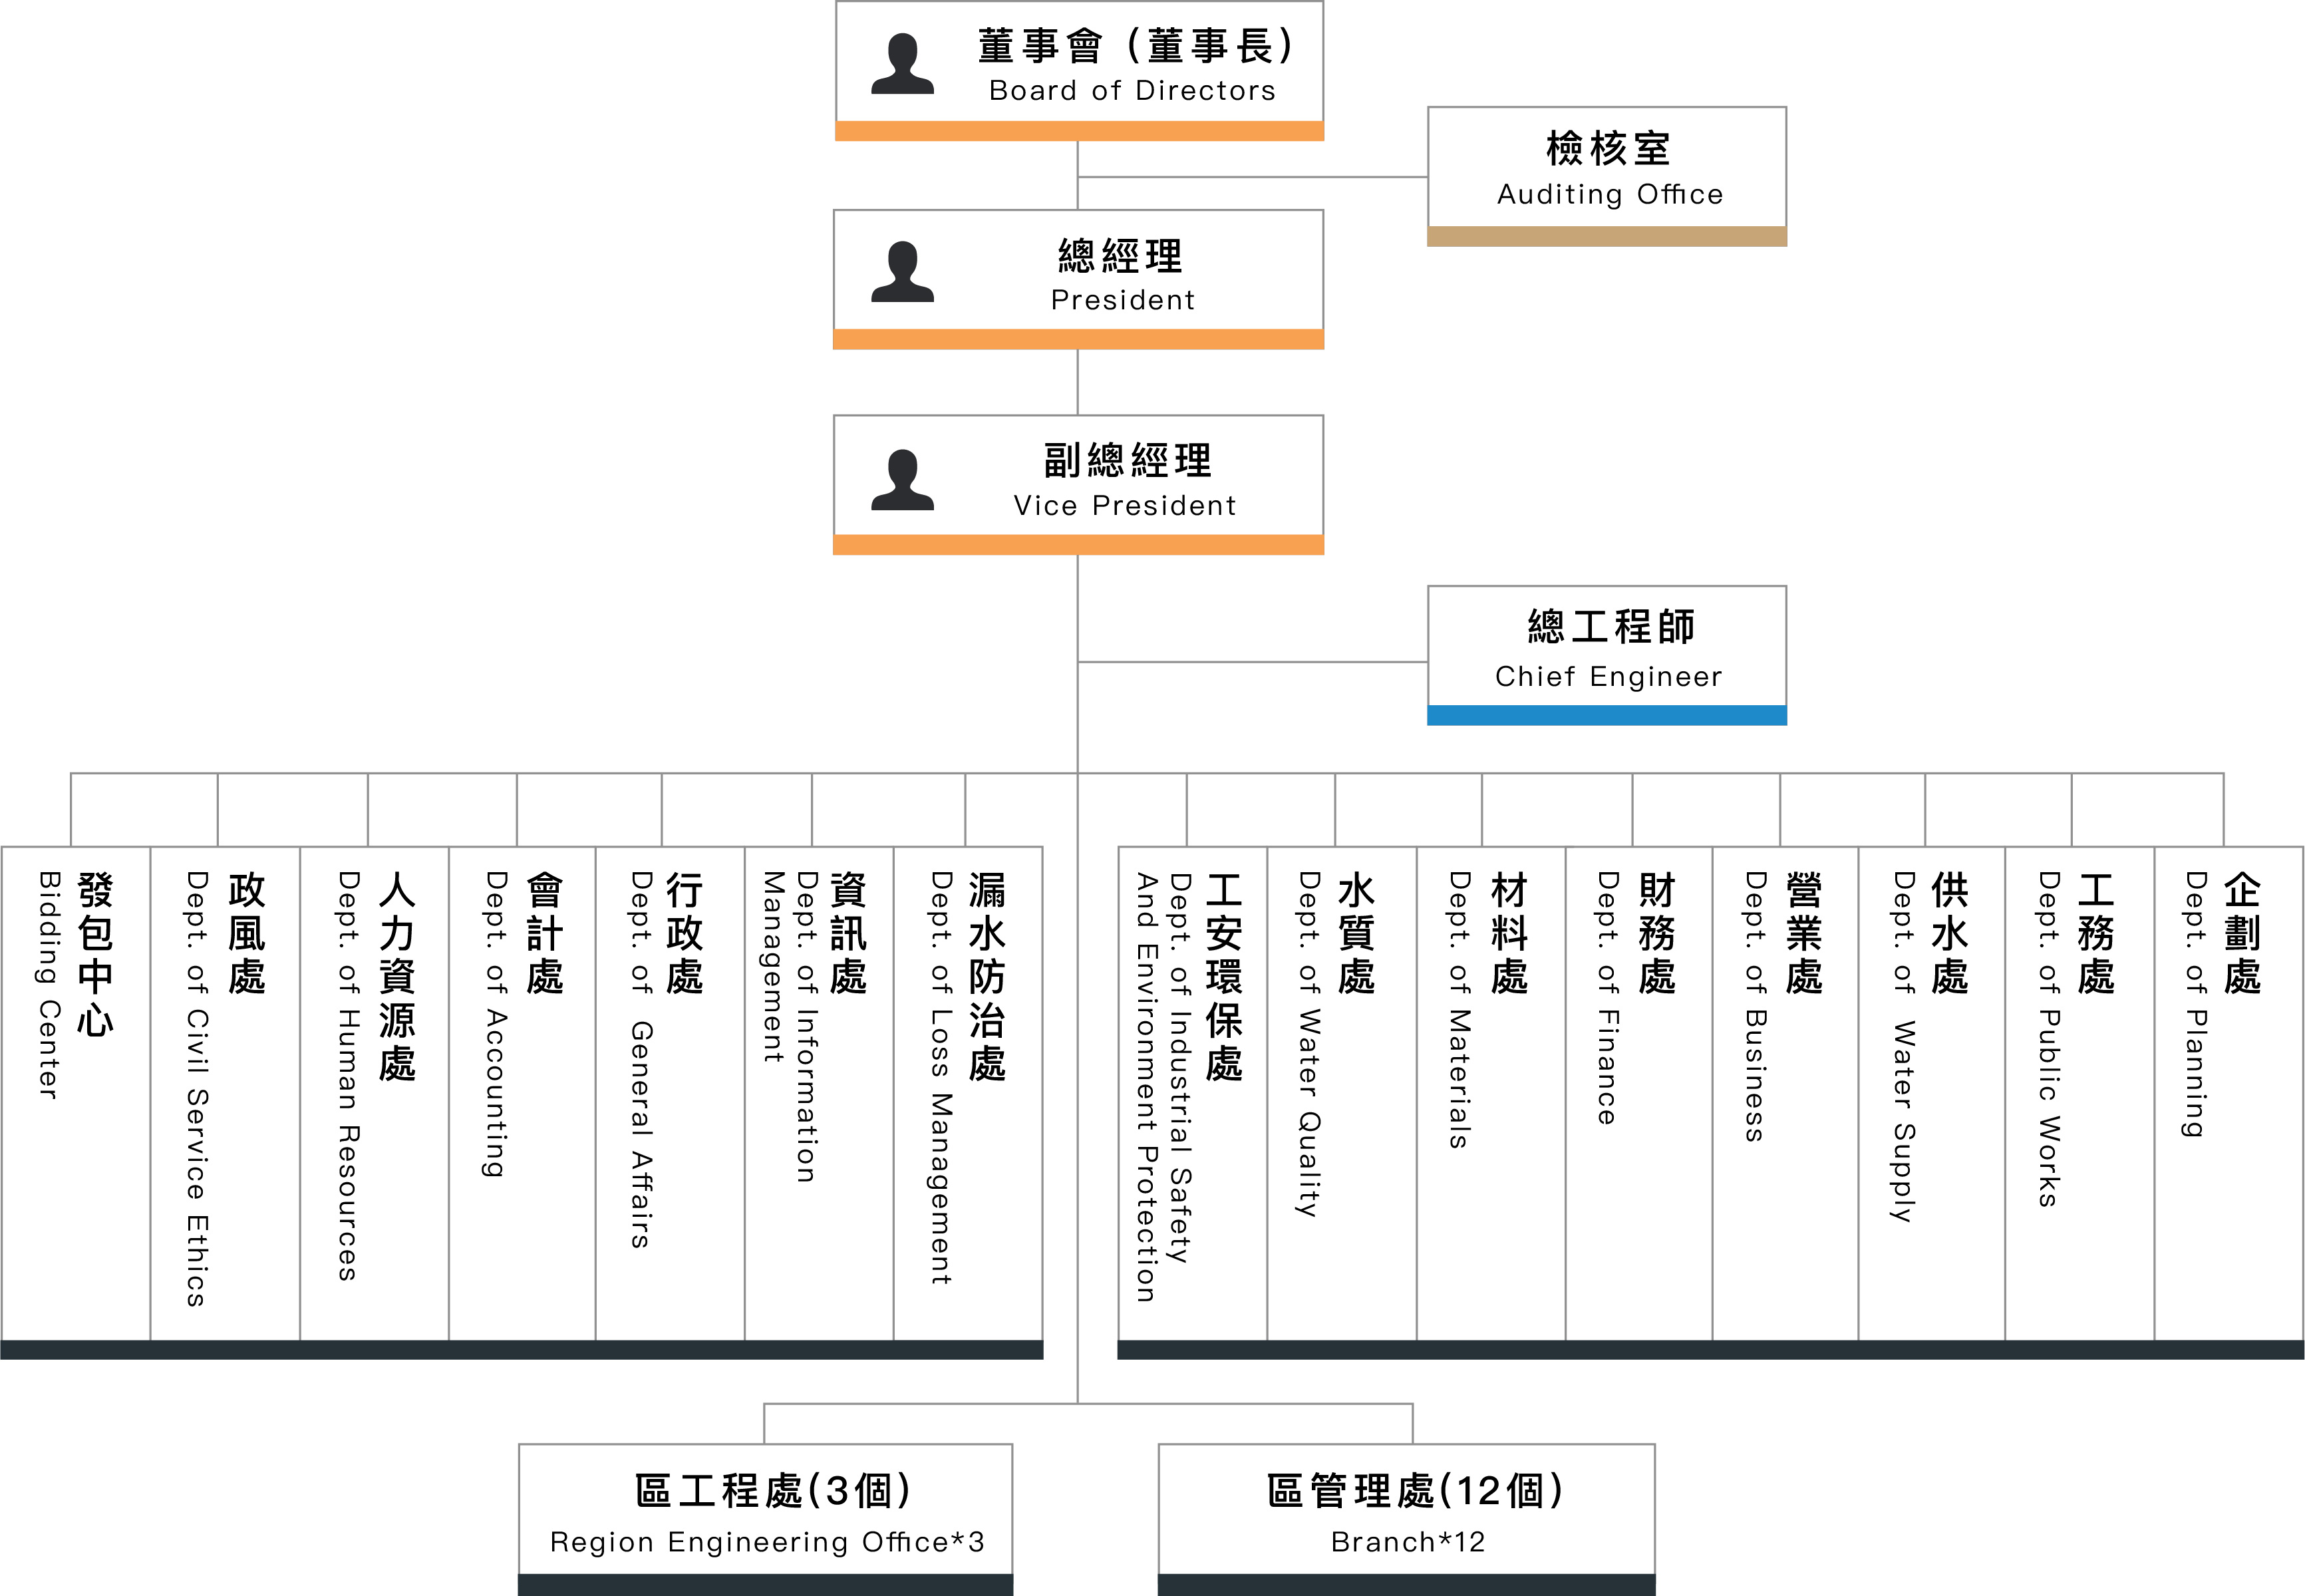 董事會 (董事長)
Board of Directors
檢核室
Auditing Office
總經理
President
副總經理
Vice President
總工程師
Chief Engineer
發包中心
Bidding Center
政風處
Dept. of Civil Service Ethics
人力資源處
Dept. of Human Resources
會計處
Dept. of Accounting
行政處
Dept. of General Affairs
資訊處
Dept. of Information
Management
漏水防治處
Dept. of Loss Management
工安環保處
Dept. of Industrial Safety
And Environment Protection
水質處
Dept. of Water Quality
材料處
Dept. of Materials
財務處
Dept. of Finance
營業處
Dept. of Business
供水處
Dept. of Water Supply
工務處
Dept. of Public Works
企劃處
Dept. of Planning
區工程處(3個)
Region Engineering Office*3
區管理處(12個)
Branch*12